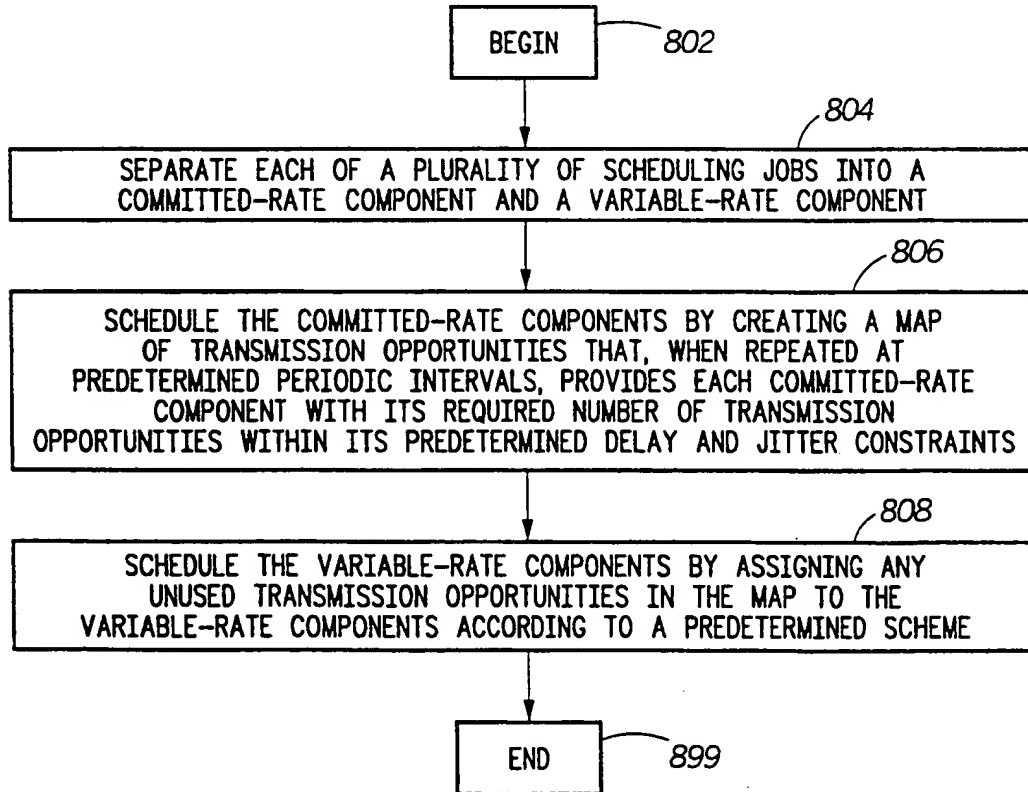 BEGIN 802
804
SEPARATE EACH OF A PLURALITY OF SCHEDULING JOBS INTO A
COMMITTED-RATE COMPONENT AND A VARIABLE-RATE COMPONENT
806
SCHEDULE THE COMMITTED-RATE COMPONENTS BY CREATING A MAP
OF TRANSMISSION OPPORTUNITIES THAT, WHEN REPEATED AT
PREDETERMINED PERIODIC INTERVALS, PROVIDES EACH COMMITTED-RATE
COMPONENT WITH ITS REQUIRED NUMBER OF TRANSMISSION
OPPORTUNITIES WITHIN ITS PREDETERMINED DELAY AND JITTER CONSTRAINTS
808
SCHEDULE THE VARIABLE-RATE COMPONENTS BY ASSIGNING ANY
UNUSED TRANSMISSION OPPORTUNITIES IN THE MAP TO THE
VARIABLE-RATE COMPONENTS ACCORDING TO A PREDETERMINED SCHEME
END 899